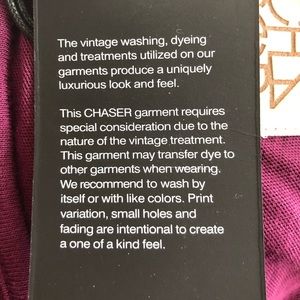 The vintage washing, dyeing
and treatments utilized on our
garments produce a uniquely
luxurious look and feel.
This CHASER garment requires
special consideration due to the
nature of the vintage treatment.
This garment may transfer dye to
other garments when wearing.
We recommend to wash by
itself or with like colors. Print
variation, small holes and
fading are intentional to create
a one of a kind feel.